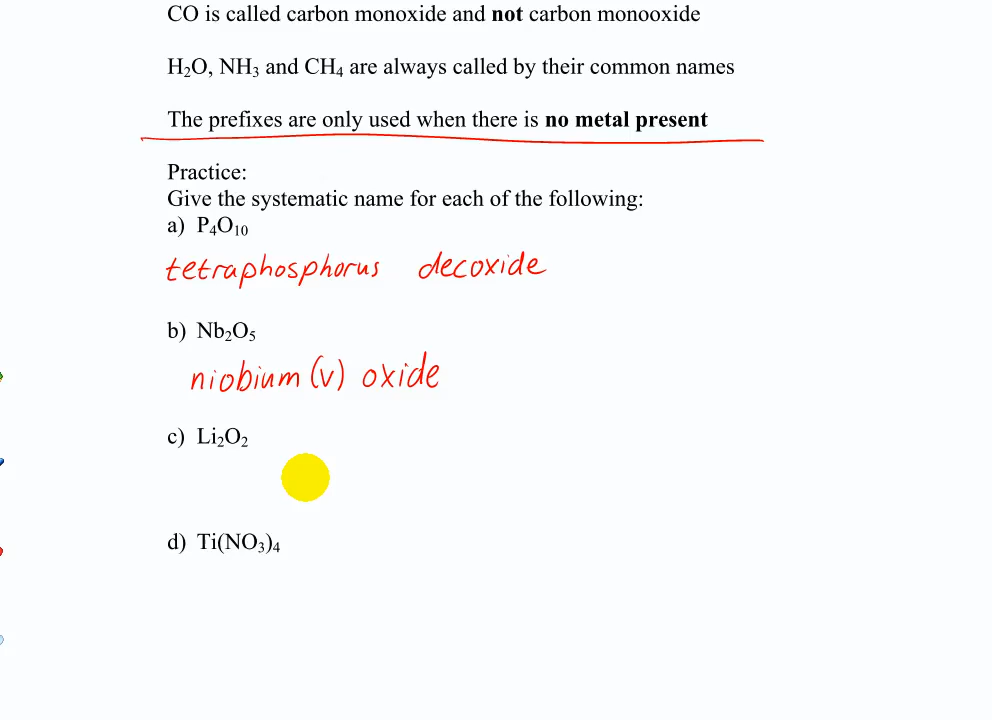 CO is called carbon monoxide and not carbon monooxide
H₂O, NH₃ and CH₄ are always called by their common names
The prefixes are only used when there is no metal present
Practice:
Give the systematic name for each of the following:
a) P₄O₁₀
tetraphosphorus decoxide
b) Nb₂O₅
niobium (v) oxide
c) Li₂O₂
d) Ti(NO₃)₄